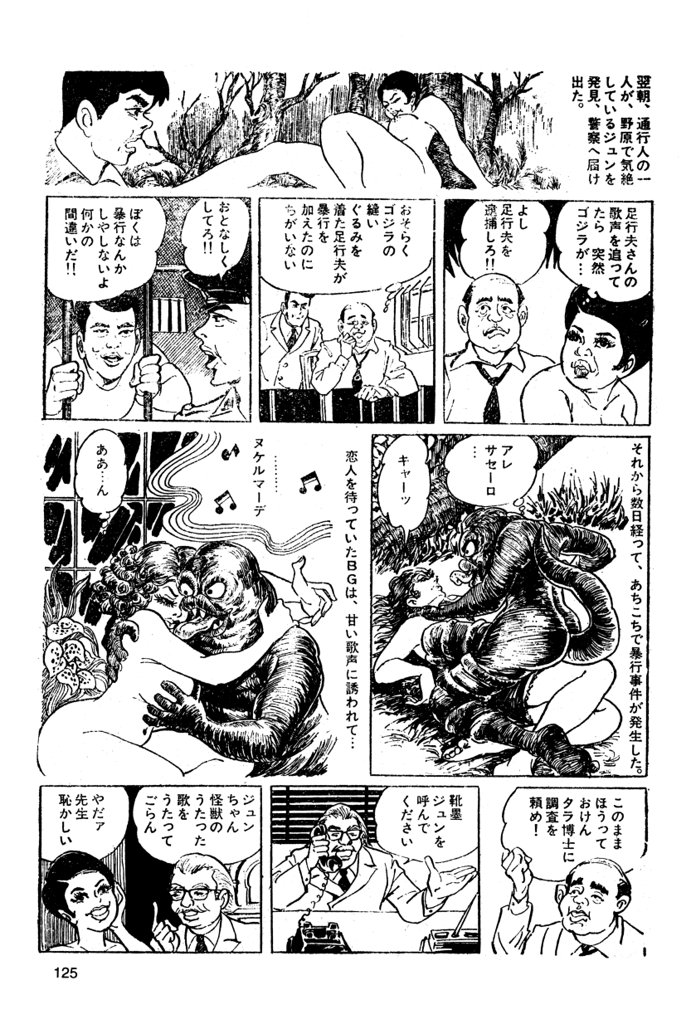 翌朝、通行人の一
人が、野原で気絶
しているジュンを
発見、警察へ届け
出た。
足行夫さんの
歌声を追って
たら 突然
ゴジラが…
よし
足行夫を
逮捕しろ!!
おそらく
ゴジラの
縫い
ぐるみを
着た足行夫が
暴行を
加えたのに
ちがいない
おとなしく
してろ!!
ぼくは
暴行なんか
しやしないよ
何かの
間違いだ!!
それから数日経って、あちこちで暴行事件が発生した。
アレ
サセーロ
…
キャーッ
恋人を待っていたBGは、甘い歌声に誘われて…
………
ヌケルマーデ
ああ…ん
このまま
ほうって
おけん
タラ博士に
調査を
頼め!
靴墨
ジュンを
呼んで
ください
ジュン
ちゃん
怪獣の
うたった
歌を
うたって
ごらん
やだァ
先生
恥かしい
125